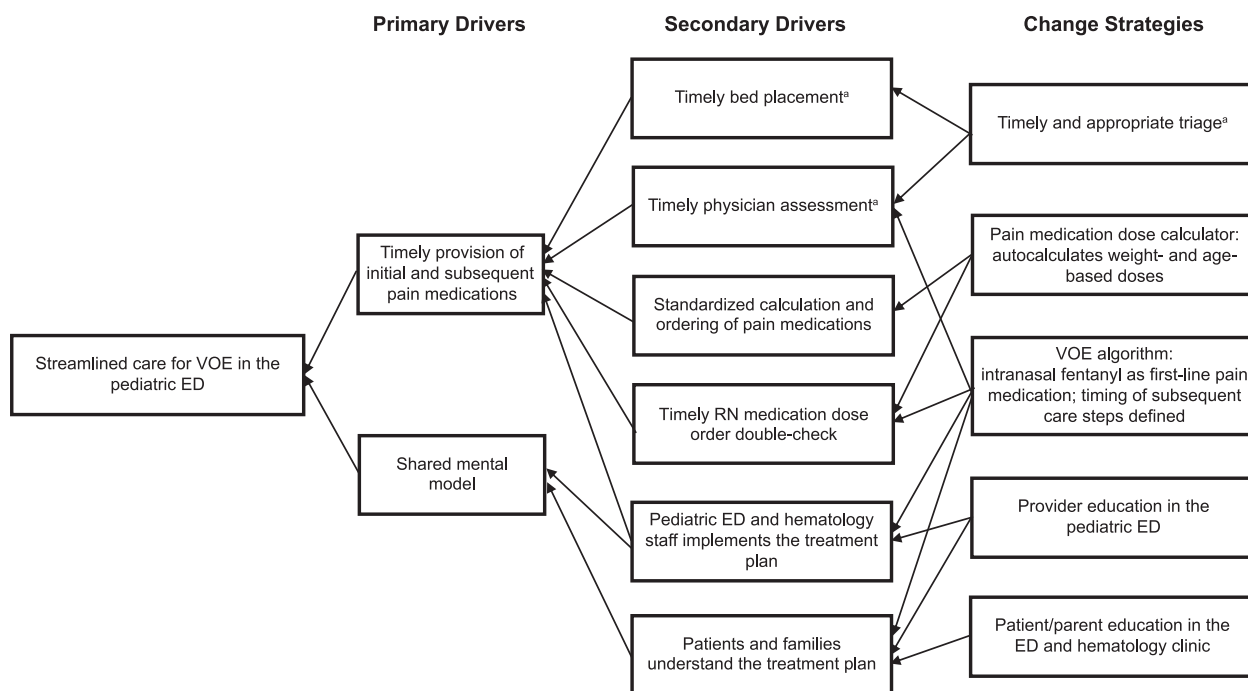 Primary Drivers
Secondary Drivers
Change Strategies
Streamlined care for VOE in the
pediatric ED
Timely provision of
initial and subsequent
pain medications
Shared mental
model
Timely bed placementᵃ
Timely physician assessmentᵃ
Standardized calculation and
ordering of pain medications
Timely RN medication dose
order double-check
Pediatric ED and hematology
staff implements the treatment
plan
Patients and families
understand the treatment plan
Timely and appropriate triageᵃ
Pain medication dose calculator:
autocalculates weight- and age-
based doses
VOE algorithm:
intranasal fentanyl as first-line pain
medication; timing of subsequent
care steps defined
Provider education in the
pediatric ED
Patient/parent education in the
ED and hematology clinic